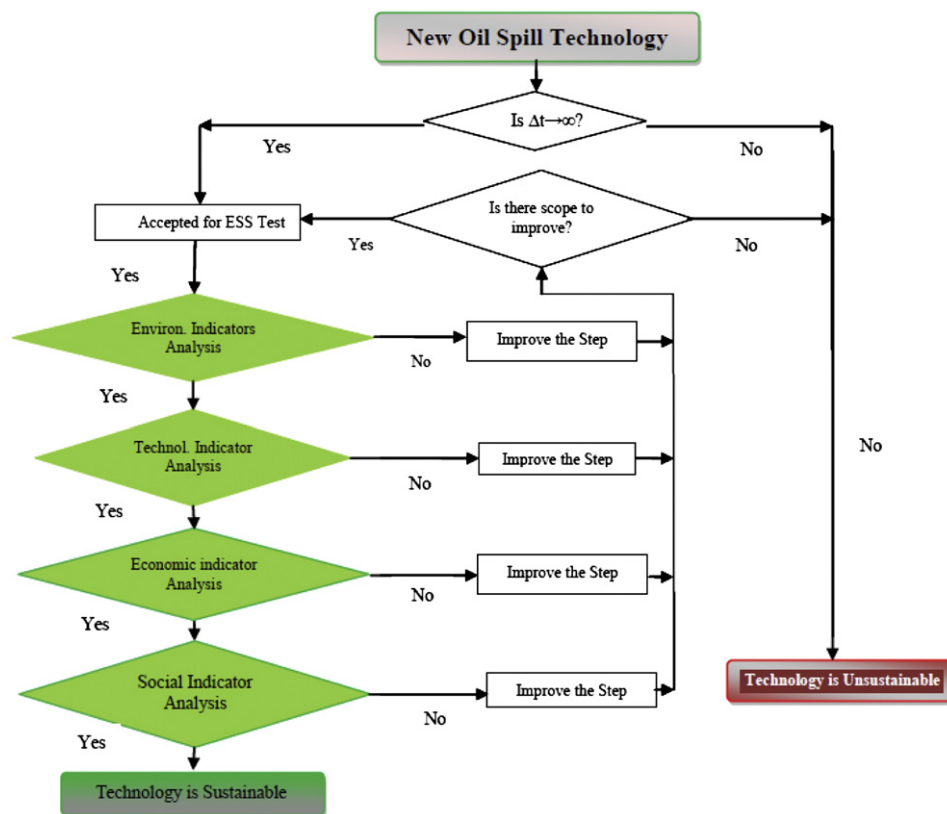 New Oil Spill Technology
Is Δt→∞?
Yes
No
Accepted for ESS Test
Is there scope to
improve?
Yes
No
Yes
Environ. Indicators
Analysis
Improve the Step
No
Yes
Technol. Indicator
Analysis
Improve the Step
No
No
Yes
Economic indicator
Analysis
Improve the Step
No
Yes
Social Indicator
Analysis
Improve the Step
Technology is Unsustainable
No
Yes
Technology is Sustainable